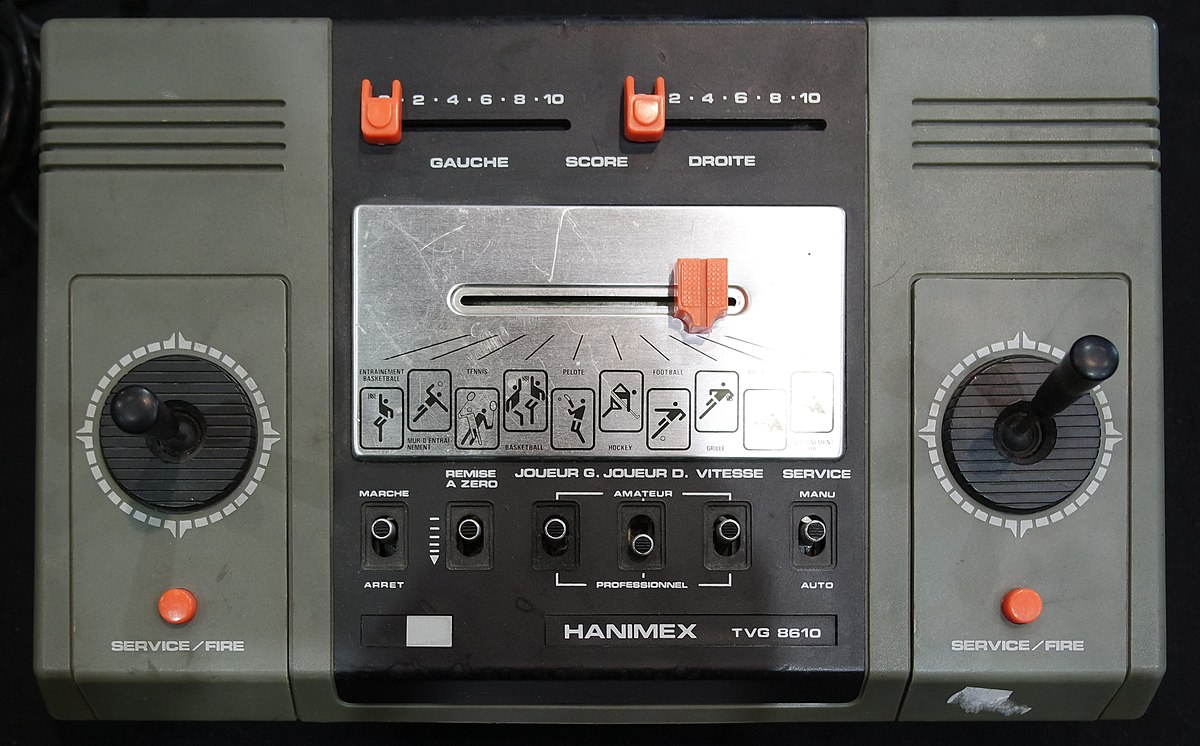 2 · 4 · 6 · 8 · 10
2 · 4 · 6 · 8 · 10
GAUCHE SCORE DROITE
ENTRAINEMENT
BASKETBALL
TENNIS
PELOTE
FOOTBALL
MUR D'ENTRAI
NEMENT
BASKETBALL
HOCKEY
GRILLE
REMISE
A ZERO
JOUEUR G. JOUEUR D. VITESSE SERVICE
MARCHE
AMATEUR
MANU
ARRET
PROFESSIONNEL
AUTO
HANIMEX TVG 8610
SERVICE/FIRE
SERVICE/FIRE